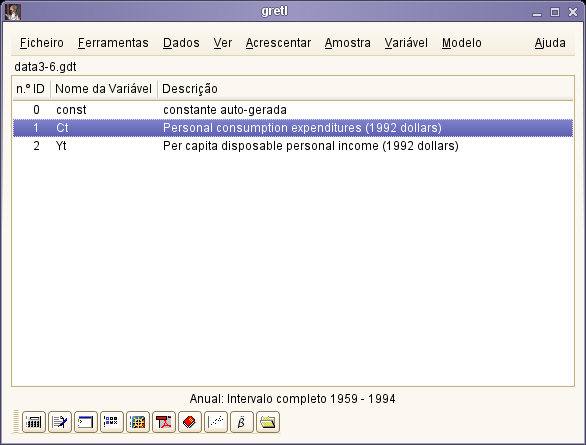 gretl
Ficheiro Ferramentas Dados Ver Acrescentar Amostra Variável Modelo Ajuda
data3-6.gdt
n.º ID Nome da Variável Descrição
0 const constante auto-gerada
1 Ct Personal consumption expenditures (1992 dollars)
2 Yt Per capita disposable personal income (1992 dollars)
Anual: Intervalo completo 1959 - 1994
β̂